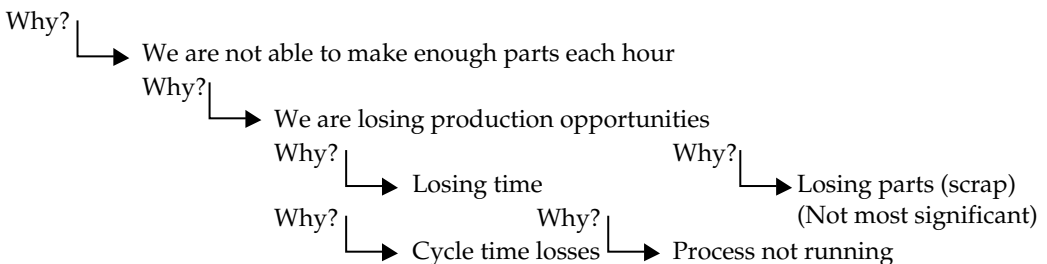 Why?
We are not able to make enough parts each hour
Why?
We are losing production opportunities
Why? Why?
Losing time Losing parts (scrap)
(Not most significant)
Why? Why?
Cycle time losses Process not running